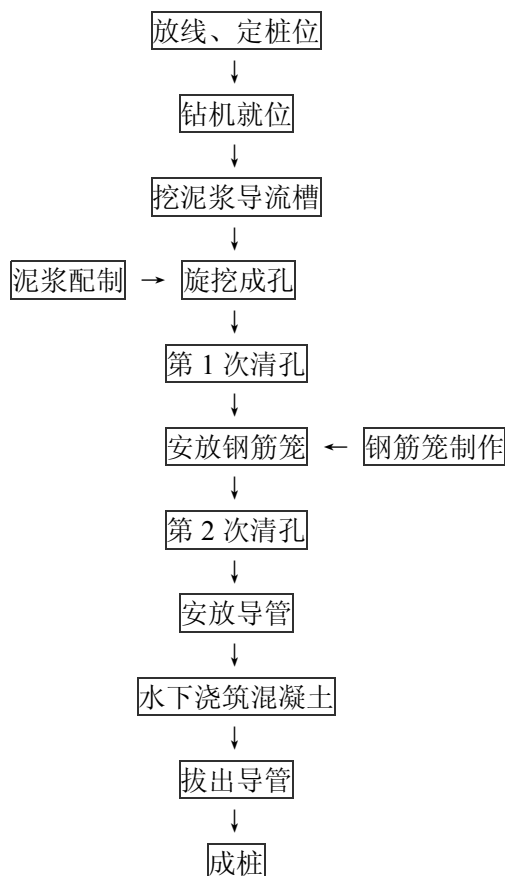 放线、定桩位
↓
钻机就位
↓
挖泥浆导流槽
↓
泥浆配制 → 旋挖成孔
↓
第 1 次清孔
↓
安放钢筋笼 ← 钢筋笼制作
↓
第 2 次清孔
↓
安放导管
↓
水下浇筑混凝土
↓
拔出导管
↓
成桩